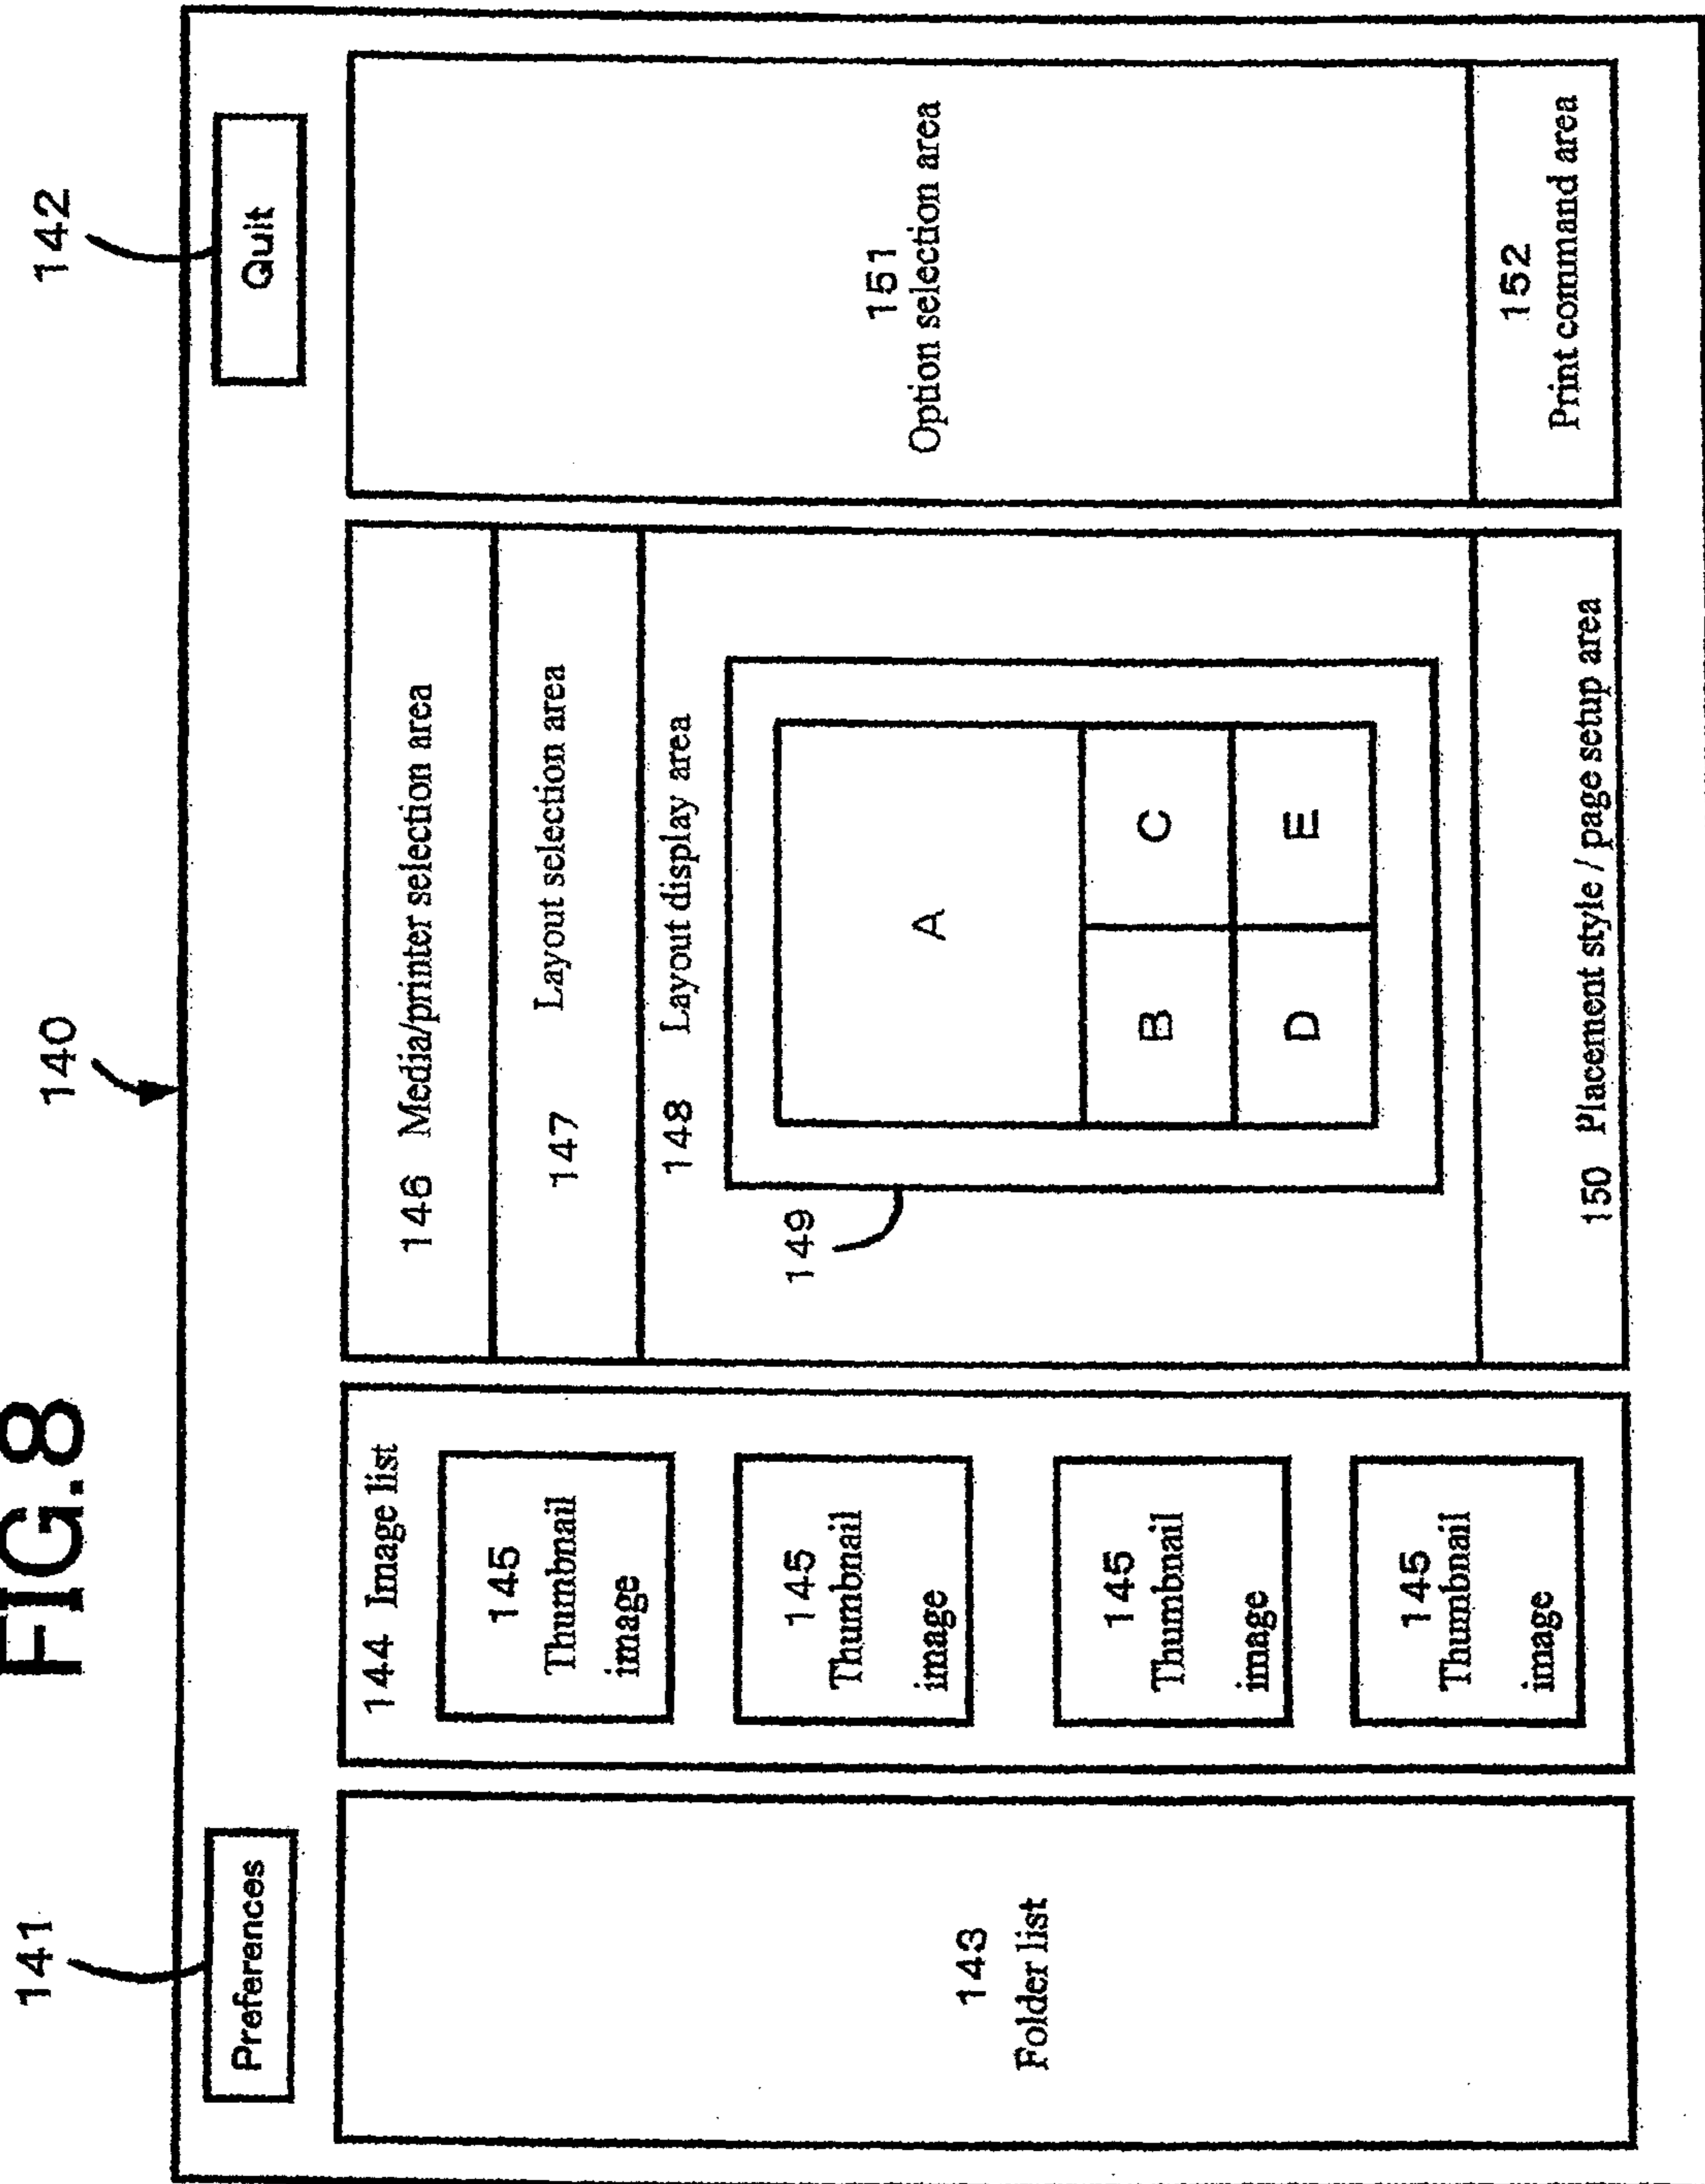 FIG.8
140
141
142
Preferences
Quit
143
Folder list
144 Image list
145
Thumbnail
image
145
Thumbnail
image
145
Thumbnail
image
145
Thumbnail
image
146 Media/printer selection area
147 Layout selection area
148 Layout display area
149
A
B C
D E
150 Placement style / page setup area
151
Option selection area
152
Print command area